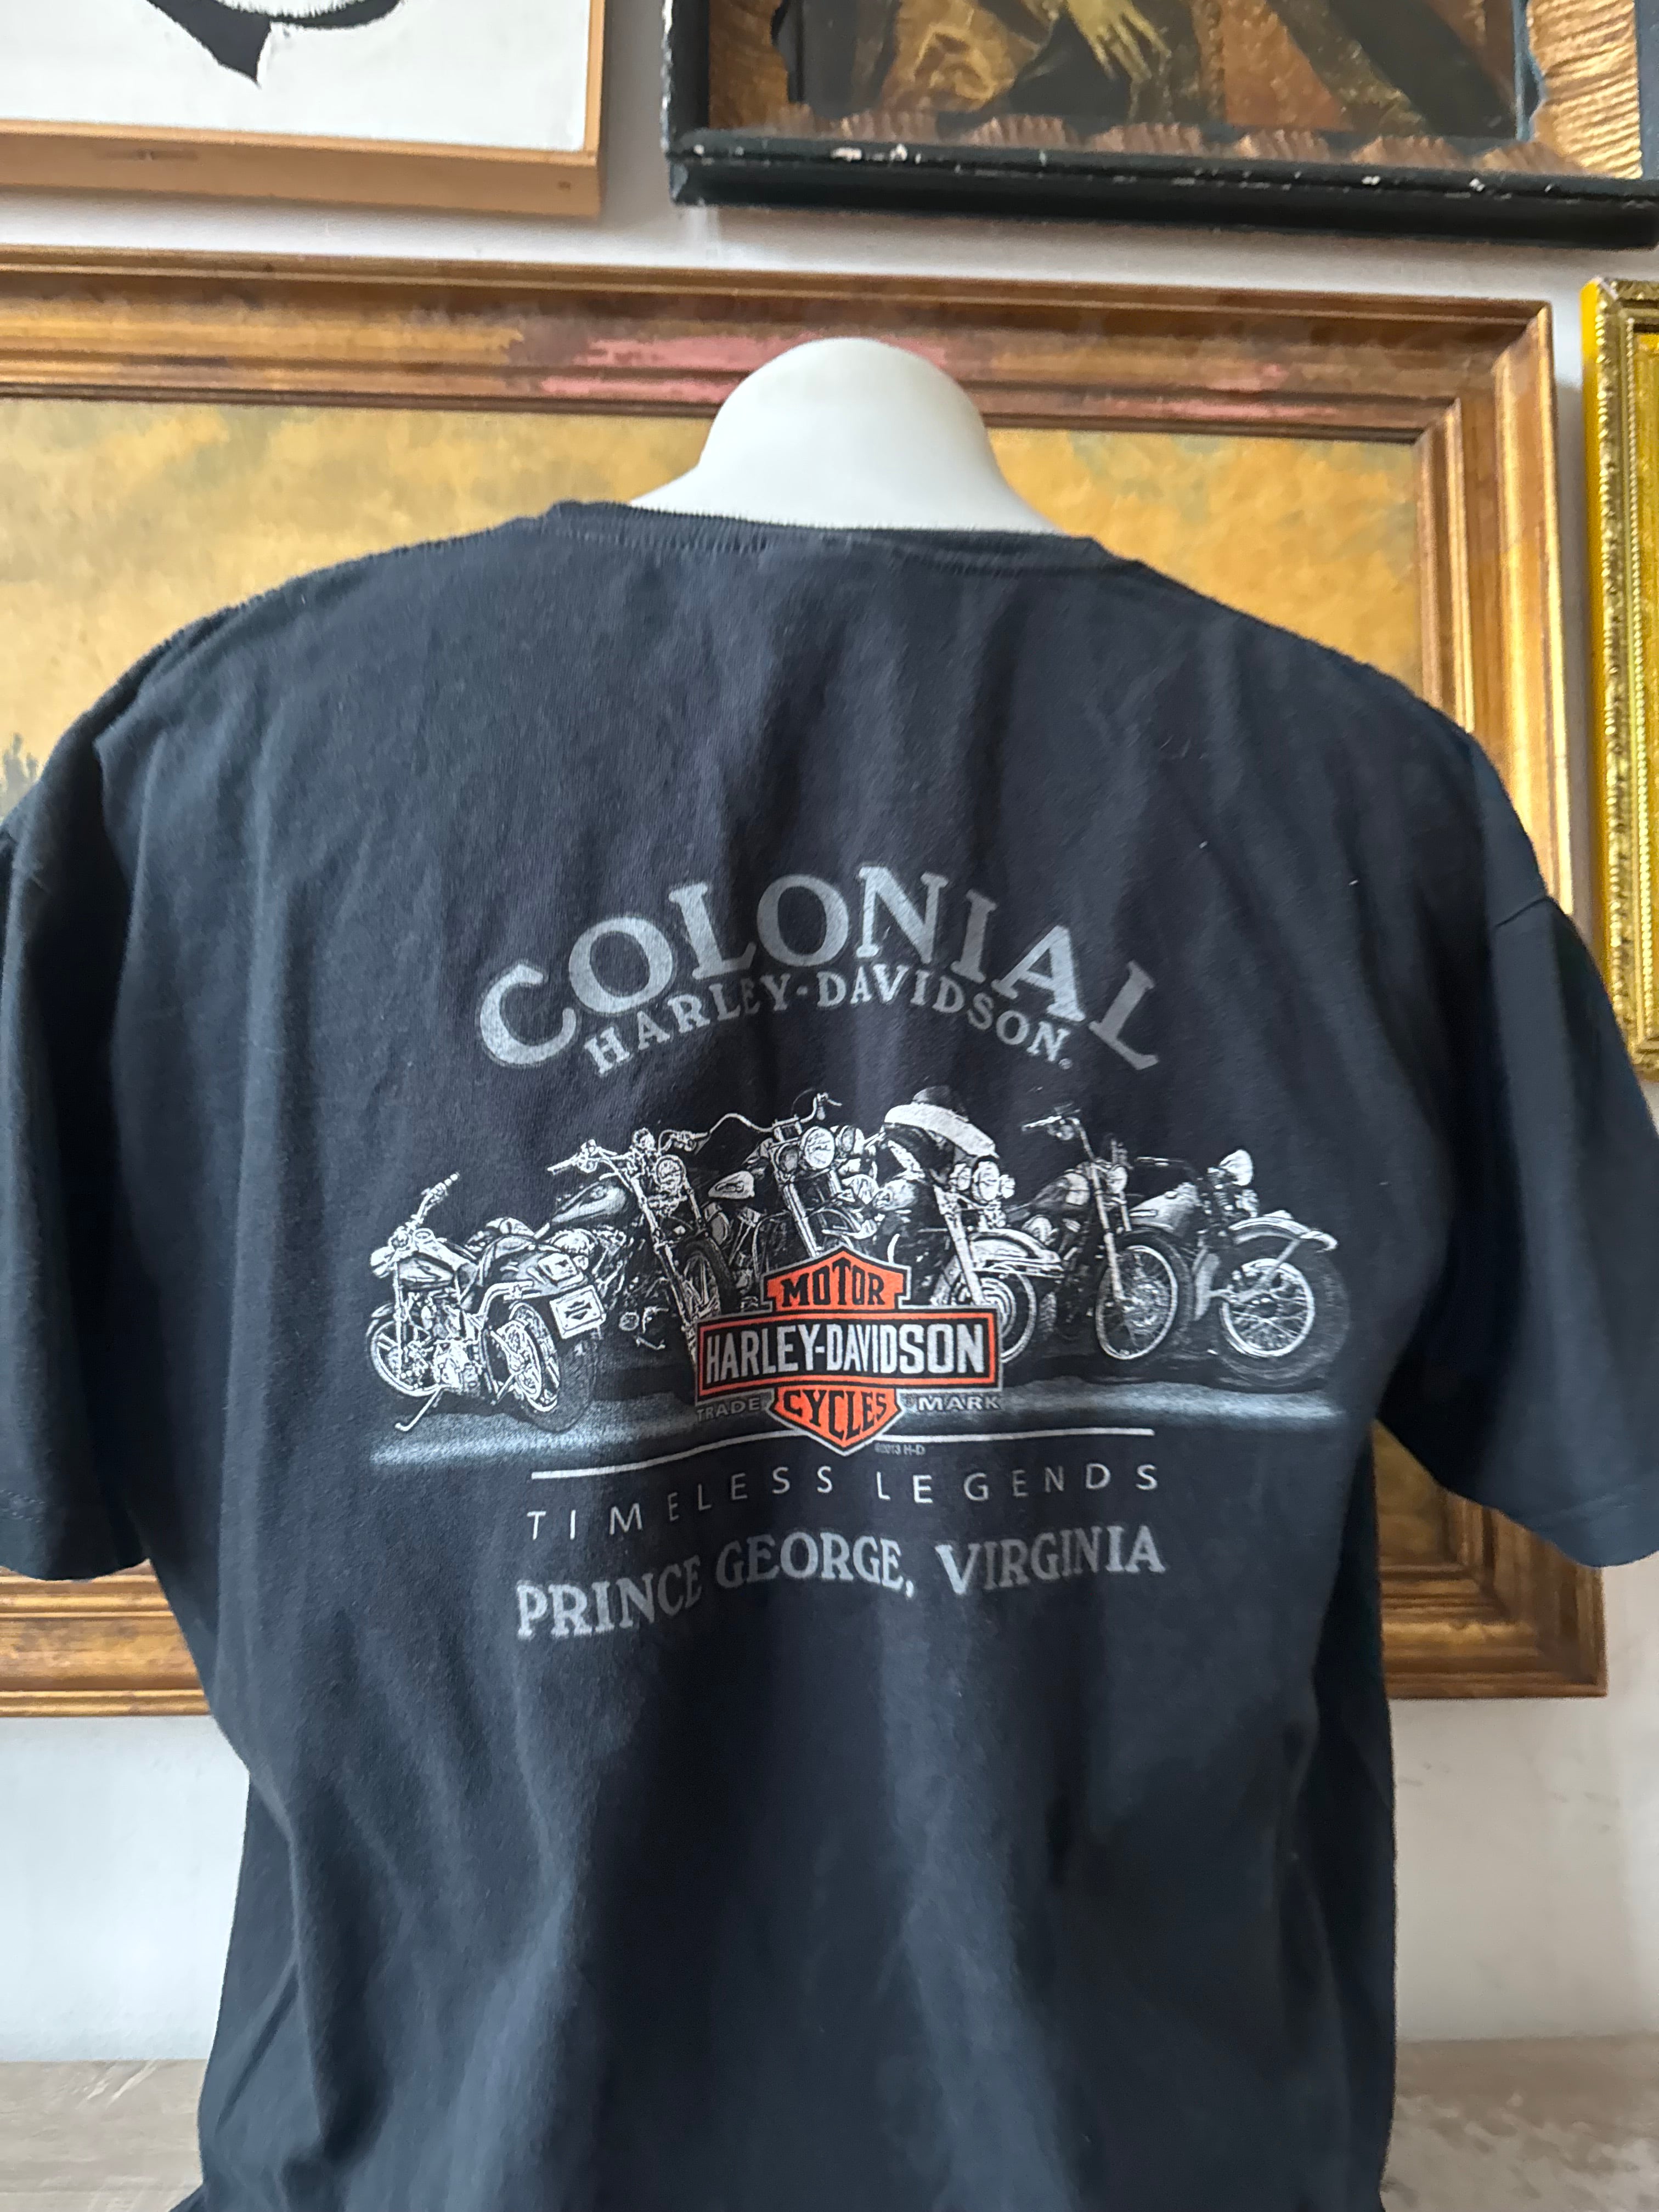 COLONIAL
HARLEY-DAVIDSON®
MOTOR
HARLEY-DAVIDSON
CYCLES
TRADE MARK
©2013 H-D
TIMELESS LEGENDS
PRINCE GEORGE, VIRGINIA